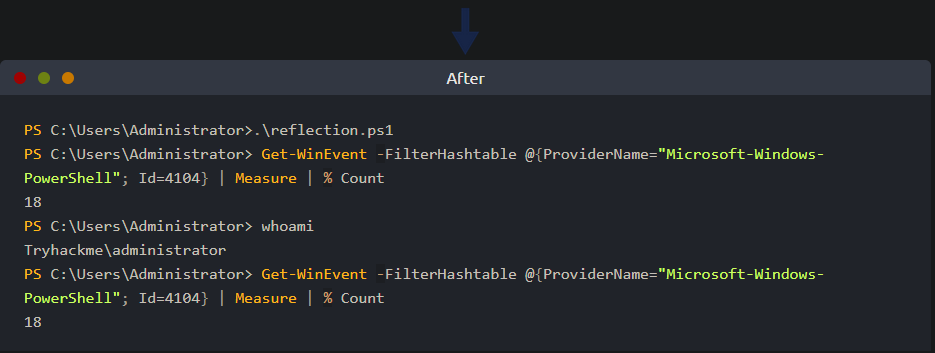 After
PS C:\Users\Administrator>.\reflection.ps1
PS C:\Users\Administrator> Get-WinEvent -FilterHashtable @{ProviderName="Microsoft-Windows-
PowerShell"; Id=4104} | Measure | % Count
18
PS C:\Users\Administrator> whoami
Tryhackme\administrator
PS C:\Users\Administrator> Get-WinEvent -FilterHashtable @{ProviderName="Microsoft-Windows-
PowerShell"; Id=4104} | Measure | % Count
18